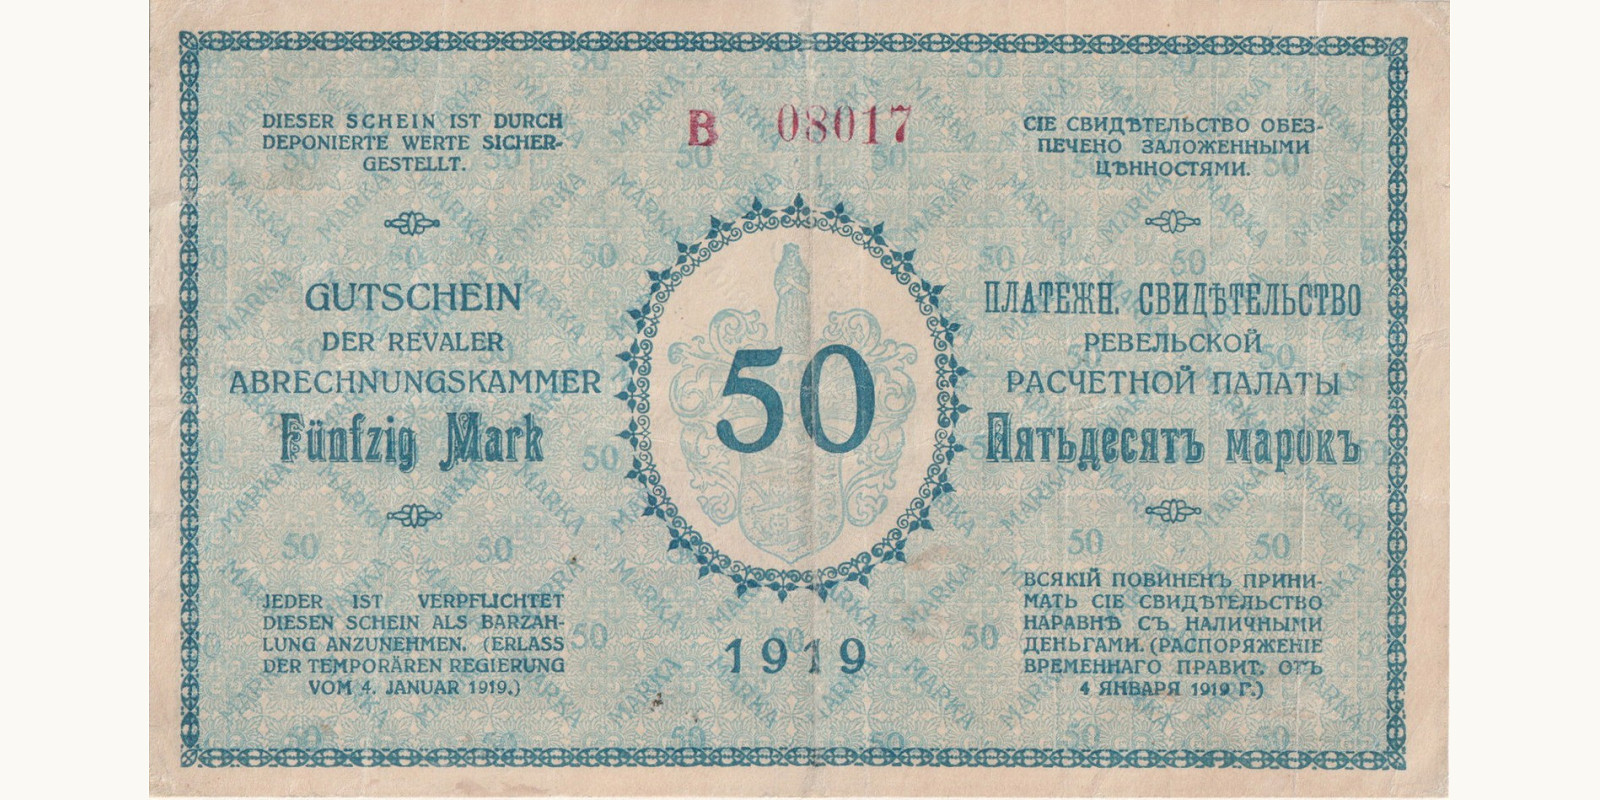 DIESER SCHEIN IST DURCH
DEPONIERTE WERTE SICHER-
GESTELLT.
GUTSCHEIN
DER REVALER
ABRECHNUNGSKAMMER
Fünfzig Mark
JEDER IST VERPFLICHTET
DIESEN SCHEIN ALS BARZAH-
LUNG ANZUNEHMEN. (ERLASS
DER TEMPORÄREN REGIERUNG
VOM 4. JANUAR 1919.)
B 08017
50
1919
СІЕ СВИДѢТЕЛЬСТВО ОБЕЗ-
ПЕЧЕНО ЗАЛОЖЕННЫМИ
ЦѢННОСТЯМИ.
ПЛАТЕЖН. СВИДѢТЕЛЬСТВО
РЕВЕЛЬСКОЙ
РАСЧЕТНОЙ ПАЛАТЫ
Пятьдесятъ марокъ
ВСЯКІЙ ПОВИНЕНЪ ПРИНИ-
МАТЬ СІЕ СВИДѢТЕЛЬСТВО
НАРАВНѢ СЪ НАЛИЧНЫМИ
ДЕНЬГАМИ. (РАСПОРЯЖЕНІЕ
ВРЕМЕННАГО ПРАВИТ. ОТЪ
4 ЯНВАРЯ 1919 Г.)